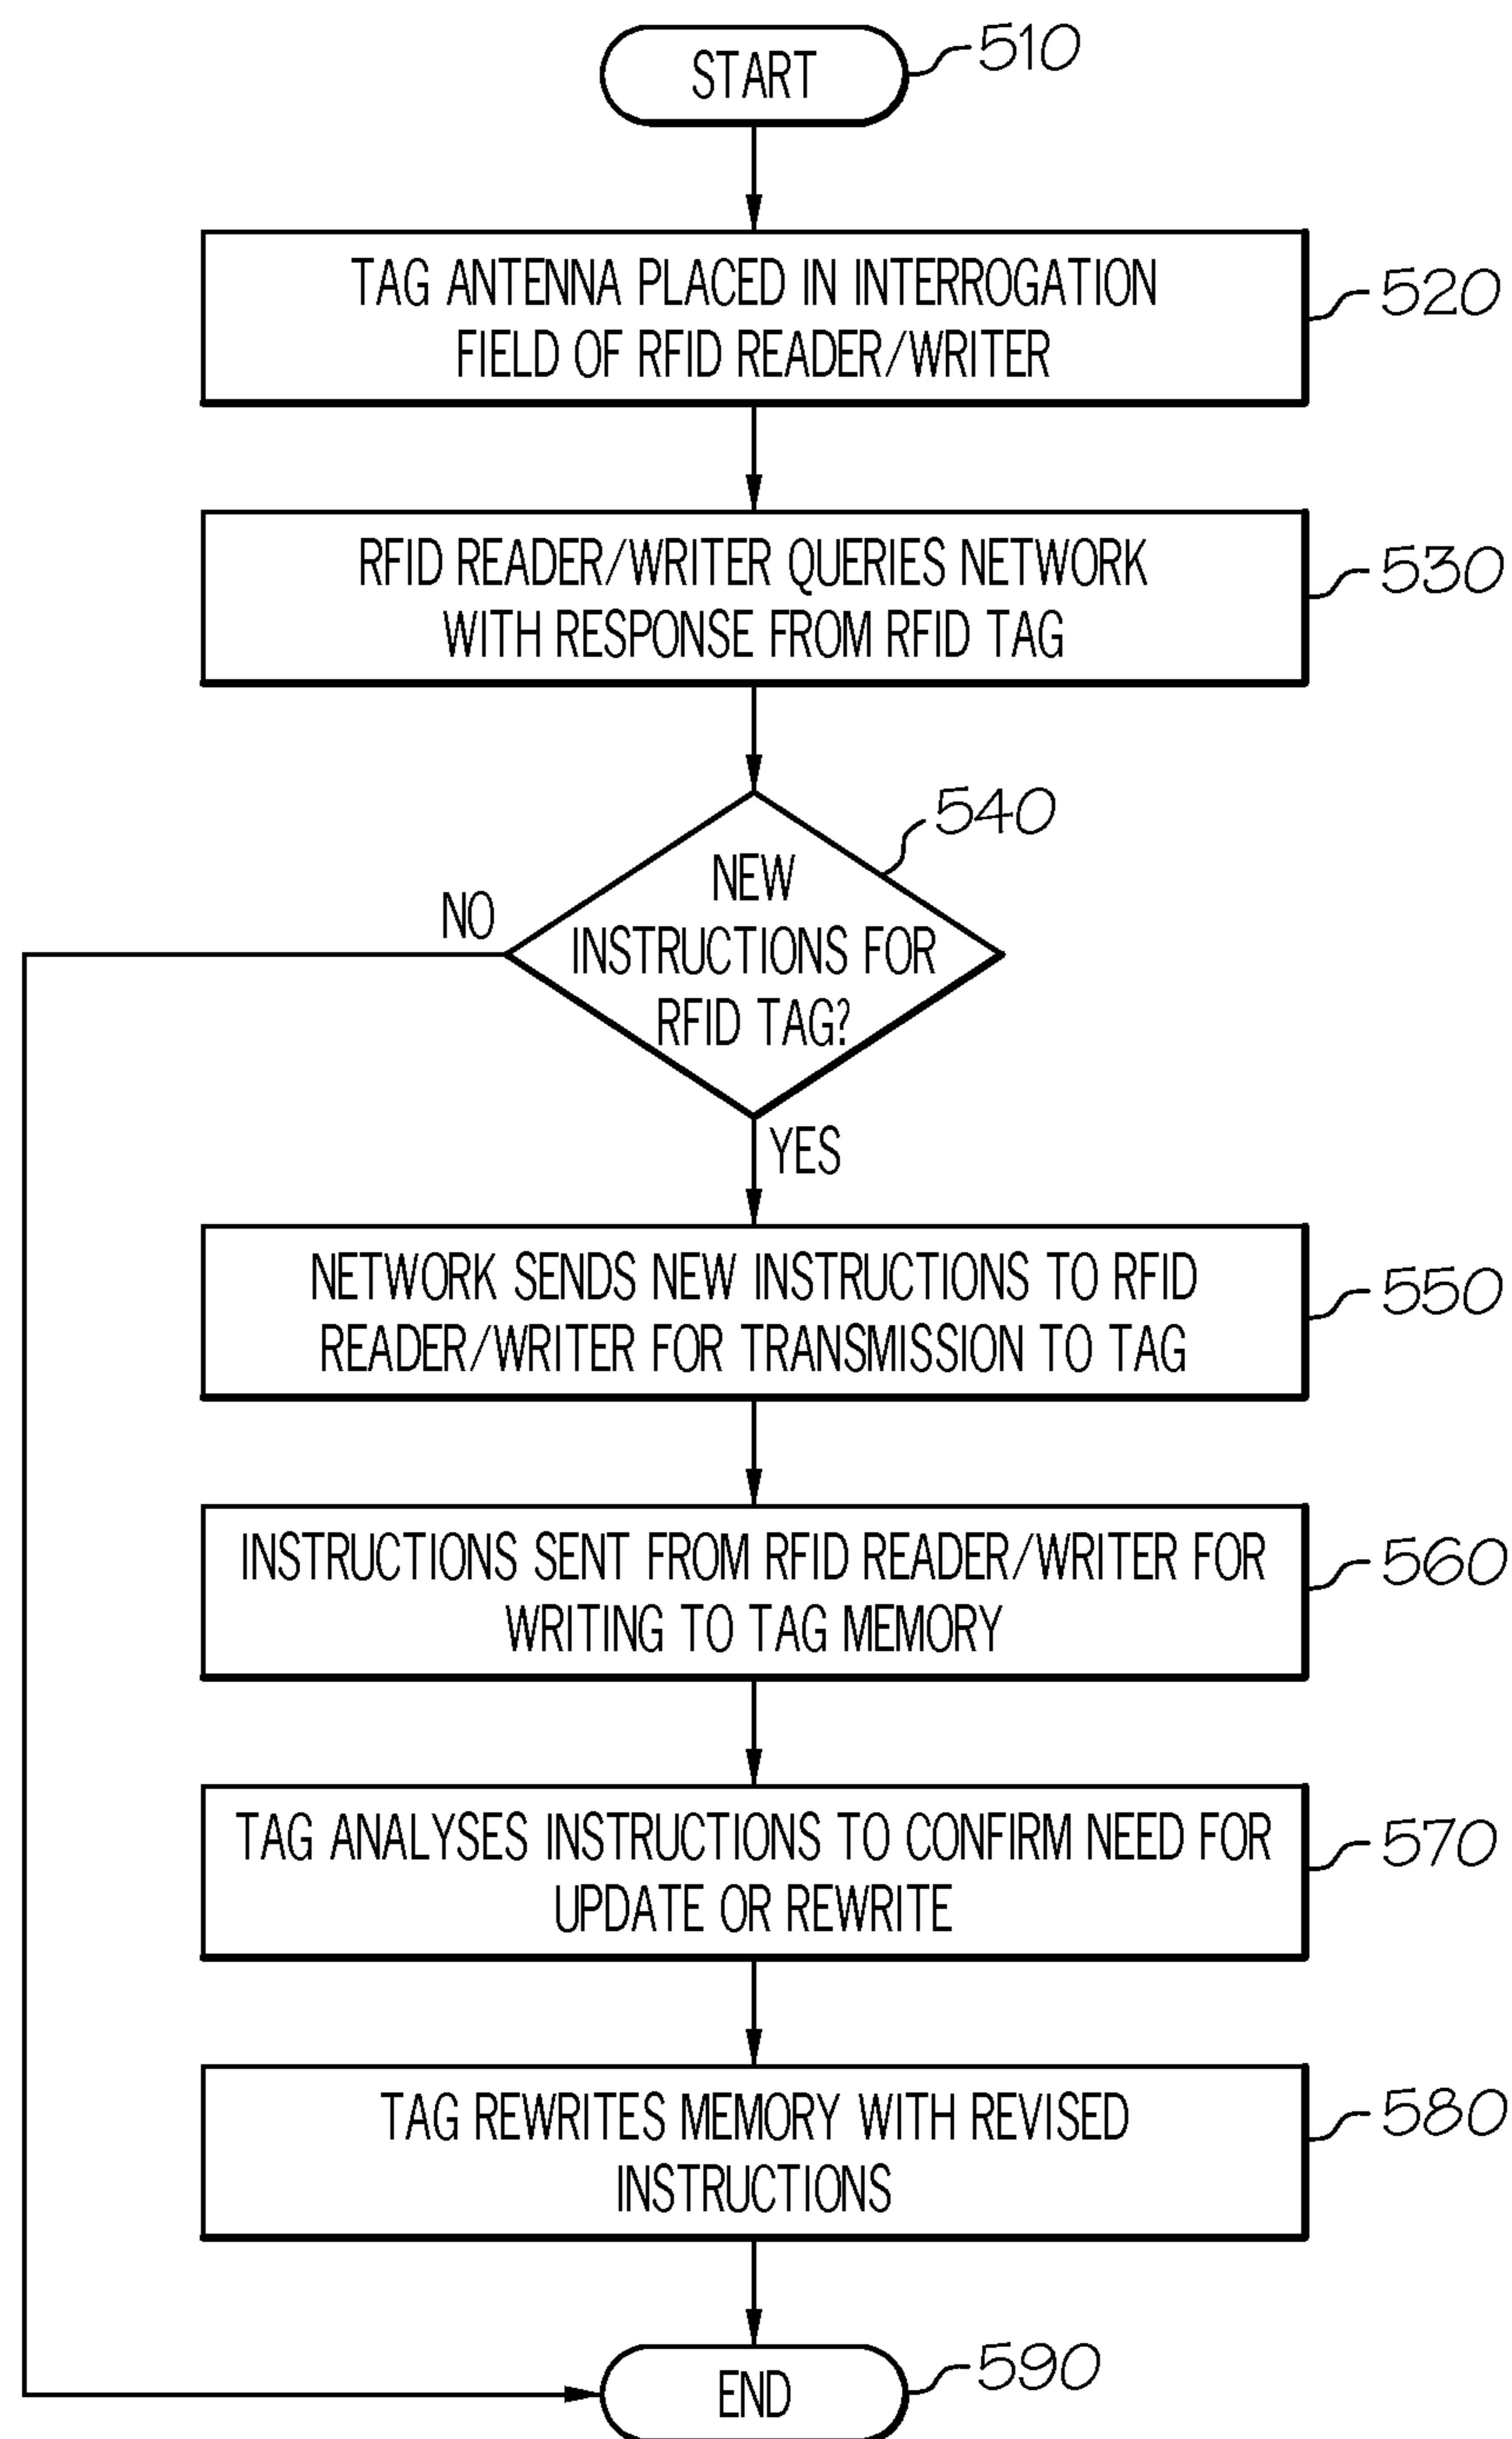 START
510
TAG ANTENNA PLACED IN INTERROGATION
FIELD OF RFID READER/WRITER
520
RFID READER/WRITER QUERIES NETWORK
WITH RESPONSE FROM RFID TAG
530
540
NEW
INSTRUCTIONS FOR
RFID TAG?
NO
YES
NETWORK SENDS NEW INSTRUCTIONS TO RFID
READER/WRITER FOR TRANSMISSION TO TAG
550
INSTRUCTIONS SENT FROM RFID READER/WRITER FOR
WRITING TO TAG MEMORY
560
TAG ANALYSES INSTRUCTIONS TO CONFIRM NEED FOR
UPDATE OR REWRITE
570
TAG REWRITES MEMORY WITH REVISED
INSTRUCTIONS
580
END
590